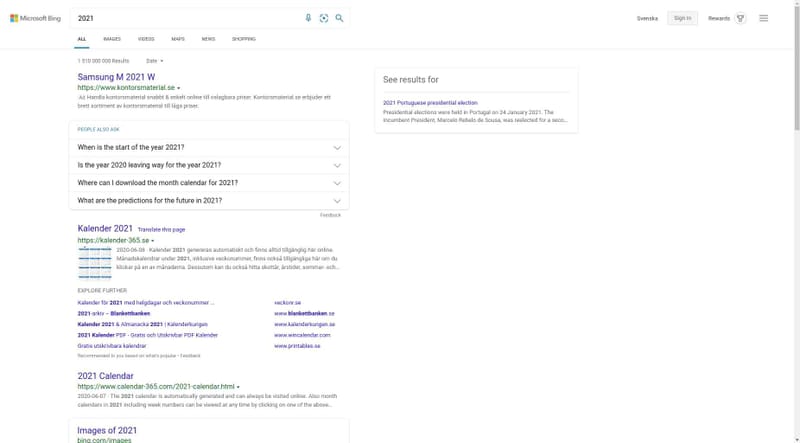 Microsoft Bing
2021
Svenska
Sign in
Rewards
ALL
IMAGES
VIDEOS
MAPS
NEWS
SHOPPING
1 510 000 000 Results
Date
Samsung M 2021 W
https://www.kontorsmaterial.se
Ad Handla kontorsmaterial snabbt & enkelt online till oslagbara priser. Kontorsmaterial.se erbjuder ett
brett sortiment av kontorsmaterial till låga priser.
PEOPLE ALSO ASK
When is the start of the year 2021?
Is the year 2020 leaving way for the year 2021?
Where can I download the month calendar for 2021?
What are the predictions for the future in 2021?
Feedback
Kalender 2021 Translate this page
https://kalender-365.se
2020-06-08 · Kalender 2021 genereras automatiskt och finns alltid tillgänglig här online.
Månadskalendrar under 2021, inklusive veckonummer, finns också tillgängliga här om du
klickar på en av månaderna. Dessutom kan du också hitta skottår, årstider, sommar- och...
EXPLORE FURTHER
Kalender för 2021 med helgdagar och veckonummer ... veckonr.se
2021-arkiv – Blankettbanken www.blankettbanken.se
Kalender 2021 & Almanacka 2021 | Kalenderkungen www.kalenderkungen.se
2021 Kalender PDF - Gratis och Utskrivbar PDF Kalender www.wincalendar.com
Gratis utskrivbara kalendrar www.printables.se
Recommended to you based on what's popular • Feedback
2021 Calendar
https://www.calendar-365.com/2021-calendar.html
2020-06-07 · The 2021 calendar is automatically generated and can always be visited online. Also month
calendars in 2021 including week numbers can be viewed at any time by clicking on one of the above...
Images of 2021
bing.com/images
See results for
2021 Portuguese presidential election
Presidential elections were held in Portugal on 24 January 2021. The
incumbent President, Marcelo Rebelo de Sousa, was reelected for a seco...